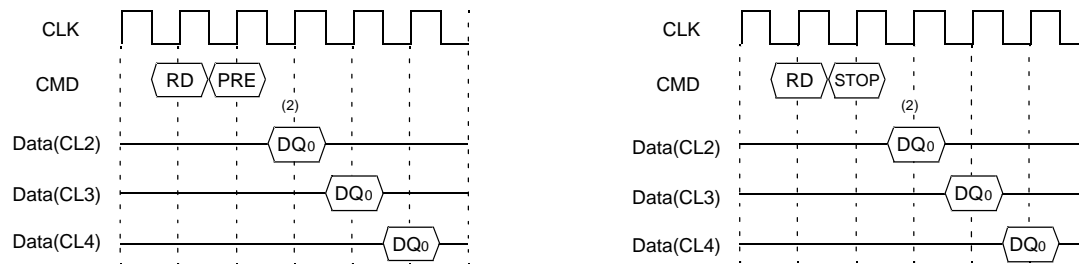 CLK
CMD
RD
PRE
(2)
Data(CL2)
DQ0
Data(CL3)
DQ0
Data(CL4)
DQ0
CLK
CMD
RD
STOP
(2)
Data(CL2)
DQ0
Data(CL3)
DQ0
Data(CL4)
DQ0